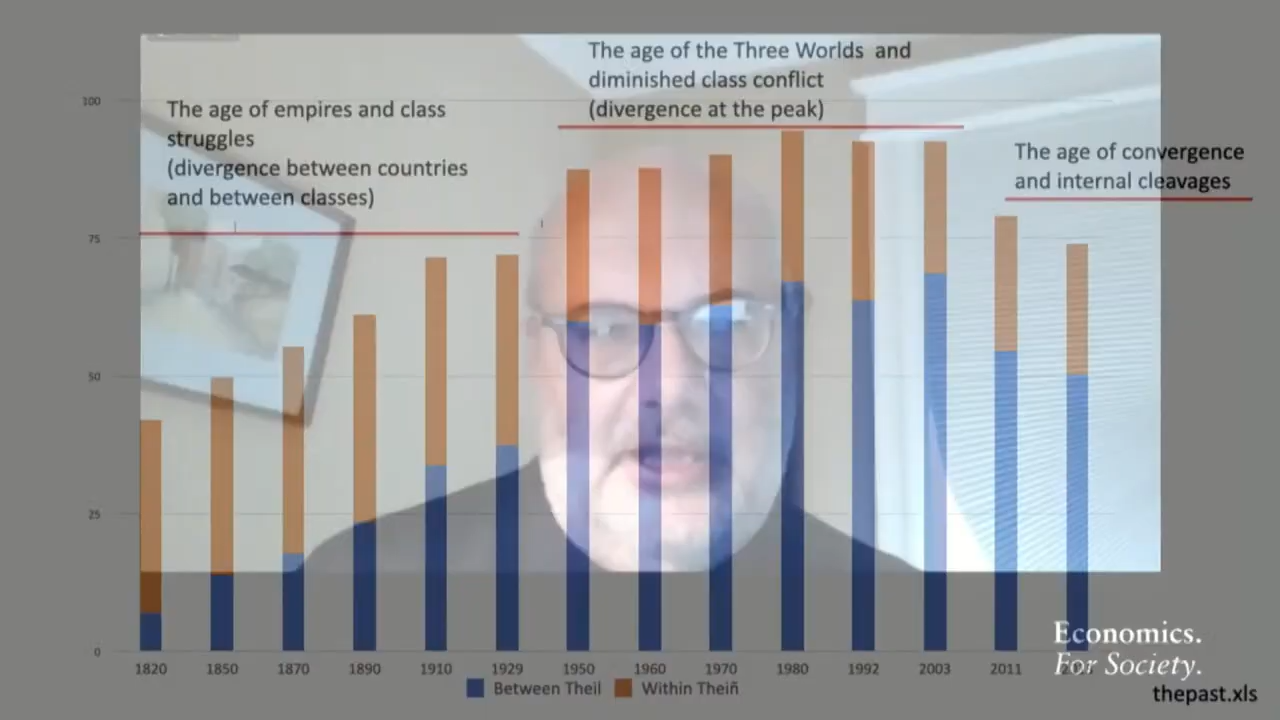 The age of the Three Worlds and
diminished class conflict
(divergence at the peak)
The age of empires and class
struggles
(divergence between countries
and between classes)
The age of convergence
and internal cleavages
100
75
50
25
0
1820 1850 1870 1890 1910 1929 1950 1960 1970 1980 1992 2003 2011
Between Theil Within Theiñ
Economics.
For Society.
thepast.xls